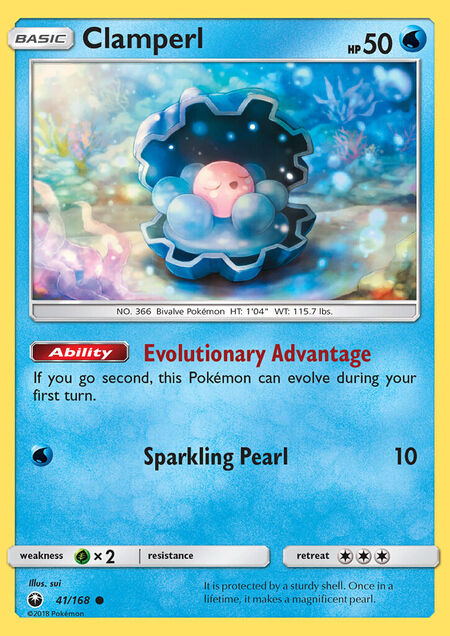 BASIC Clamperl HP 50
NO. 366 Bivalve Pokémon HT: 1'04" WT: 115.7 lbs.
Ability Evolutionary Advantage
If you go second, this Pokémon can evolve during your
first turn.
Sparkling Pearl 10
weakness ×2 resistance retreat
Illus. sui
It is protected by a sturdy shell. Once in a
lifetime, it makes a magnificent pearl.
41/168
©2018 Pokémon